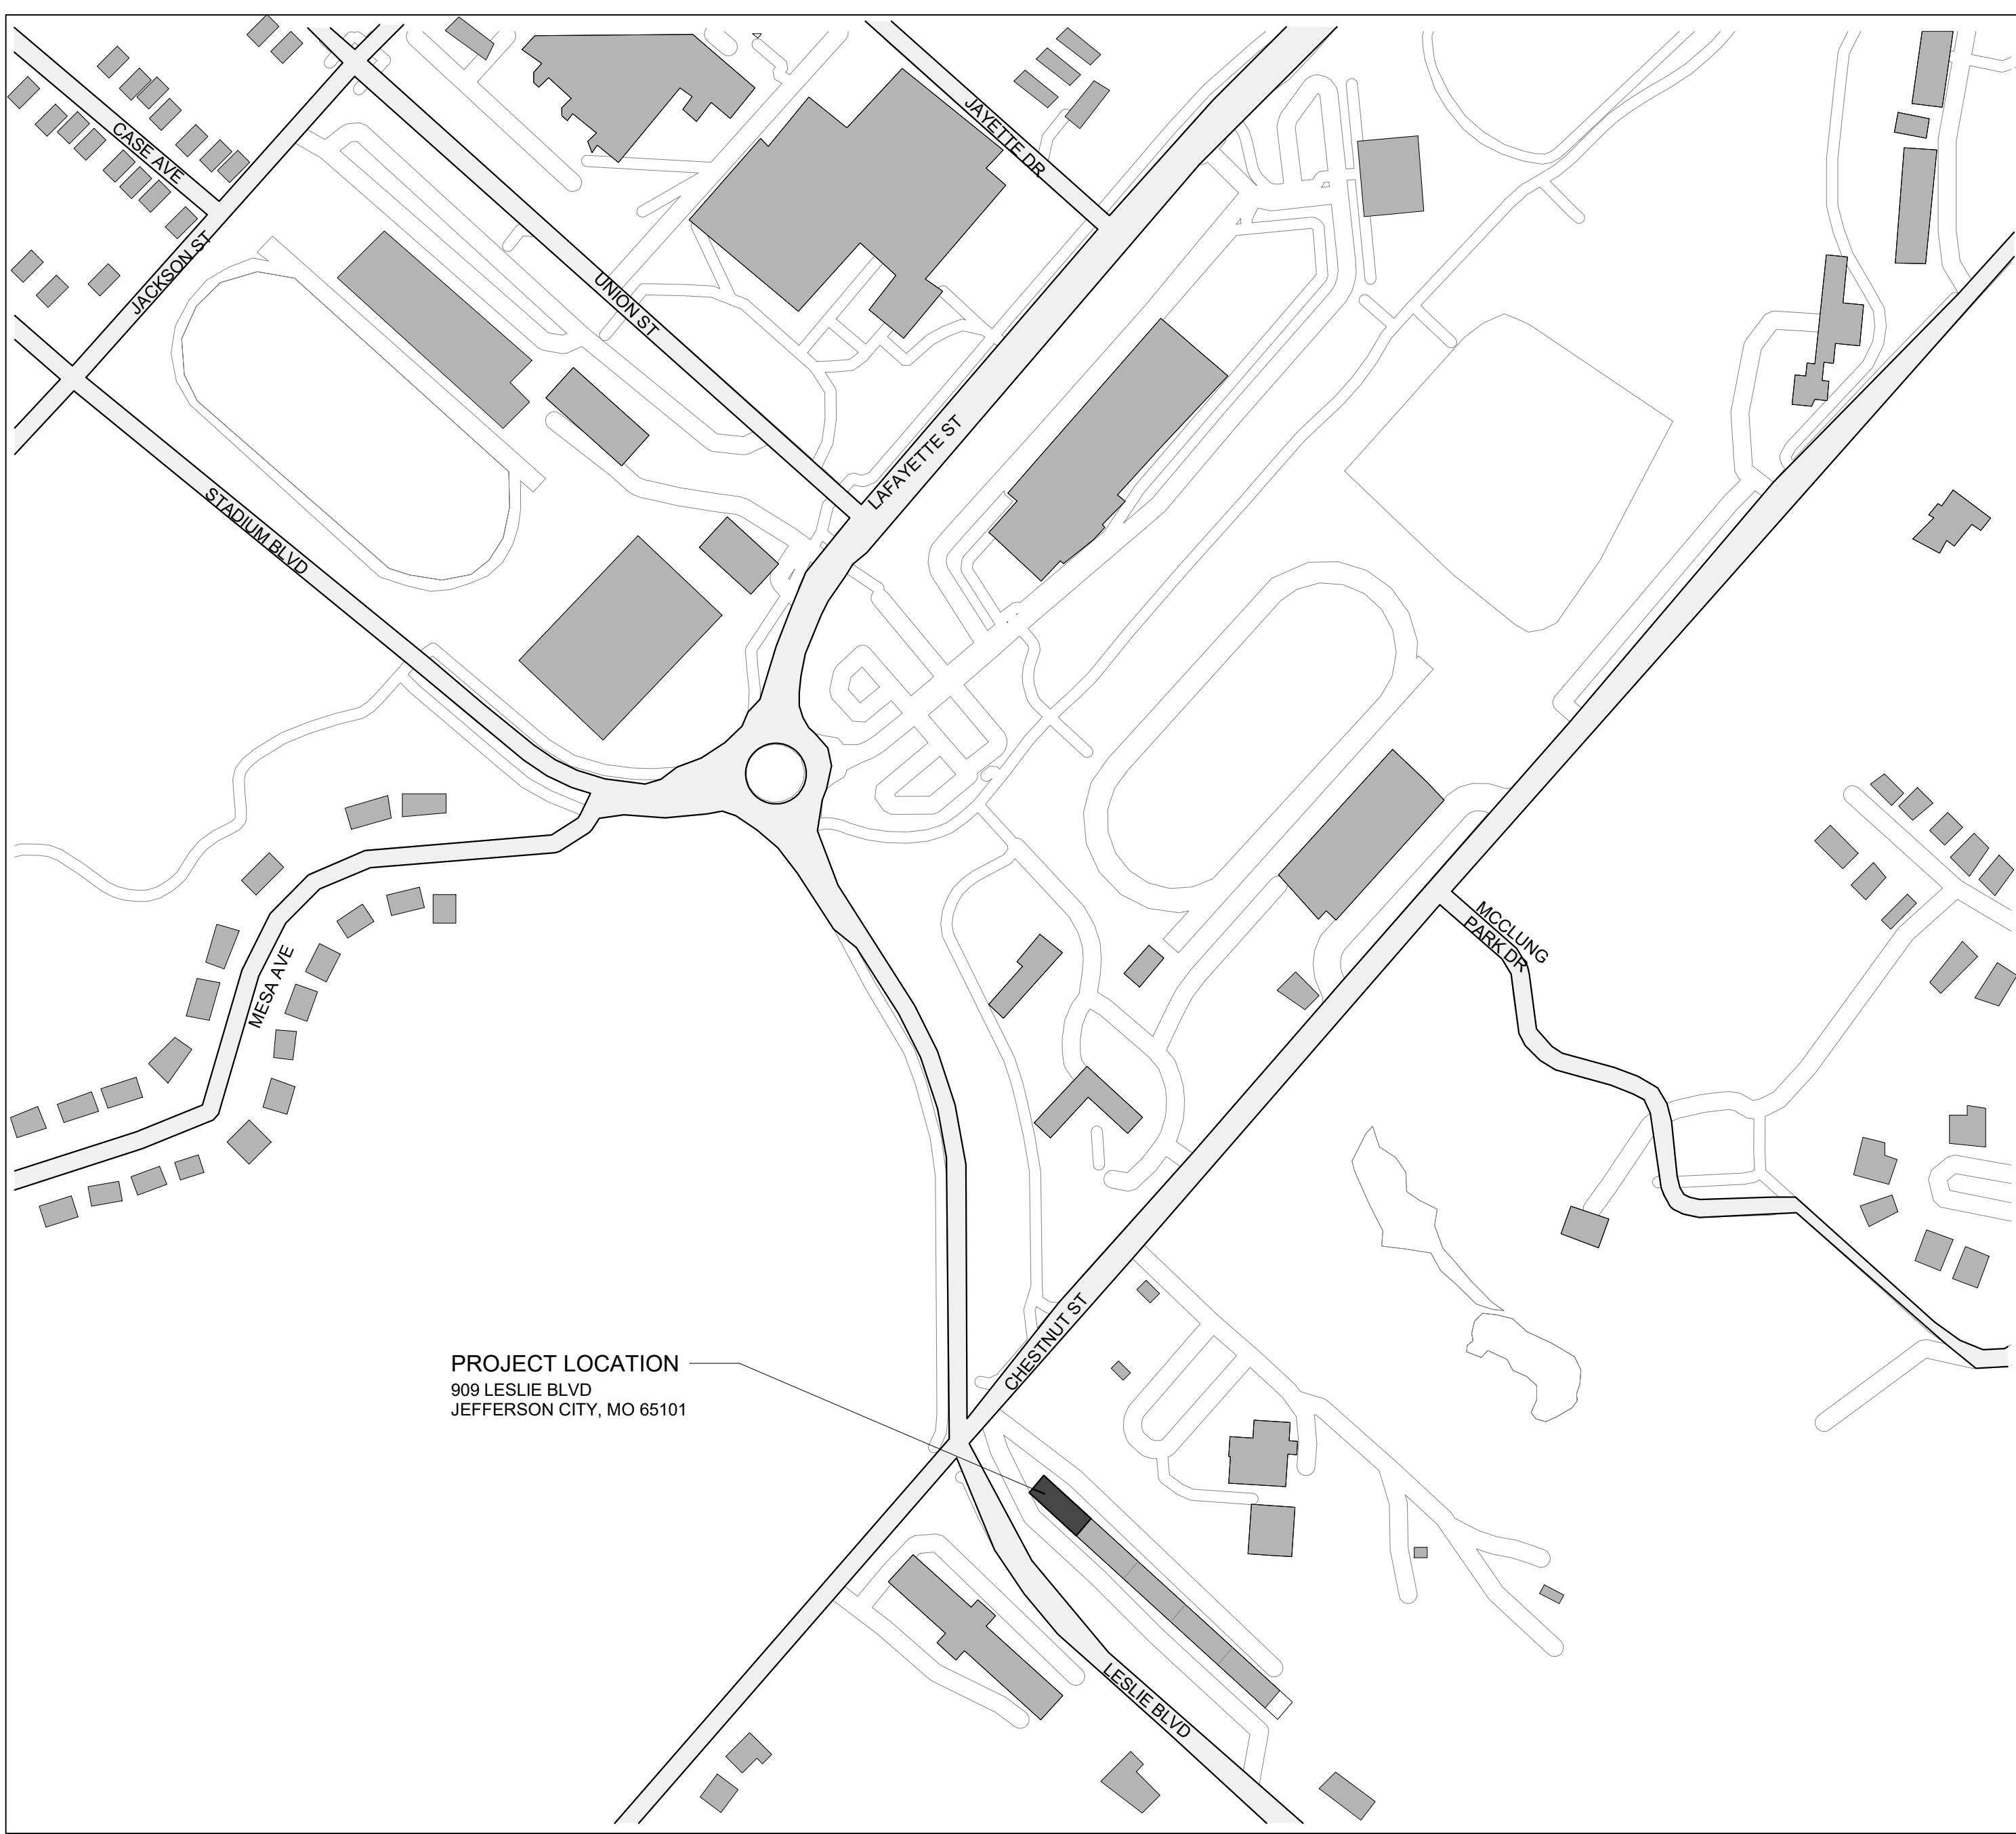 CASE AVE
JAYETTE DR
JACKSON ST
UNION ST
LAFAYETTE ST
STADIUM BLVD
MCCLUNG
PARK DR
MESA AVE
CHESTNUT ST
PROJECT LOCATION
909 LESLIE BLVD
JEFFERSON CITY, MO 65101
LESLIE BLVD